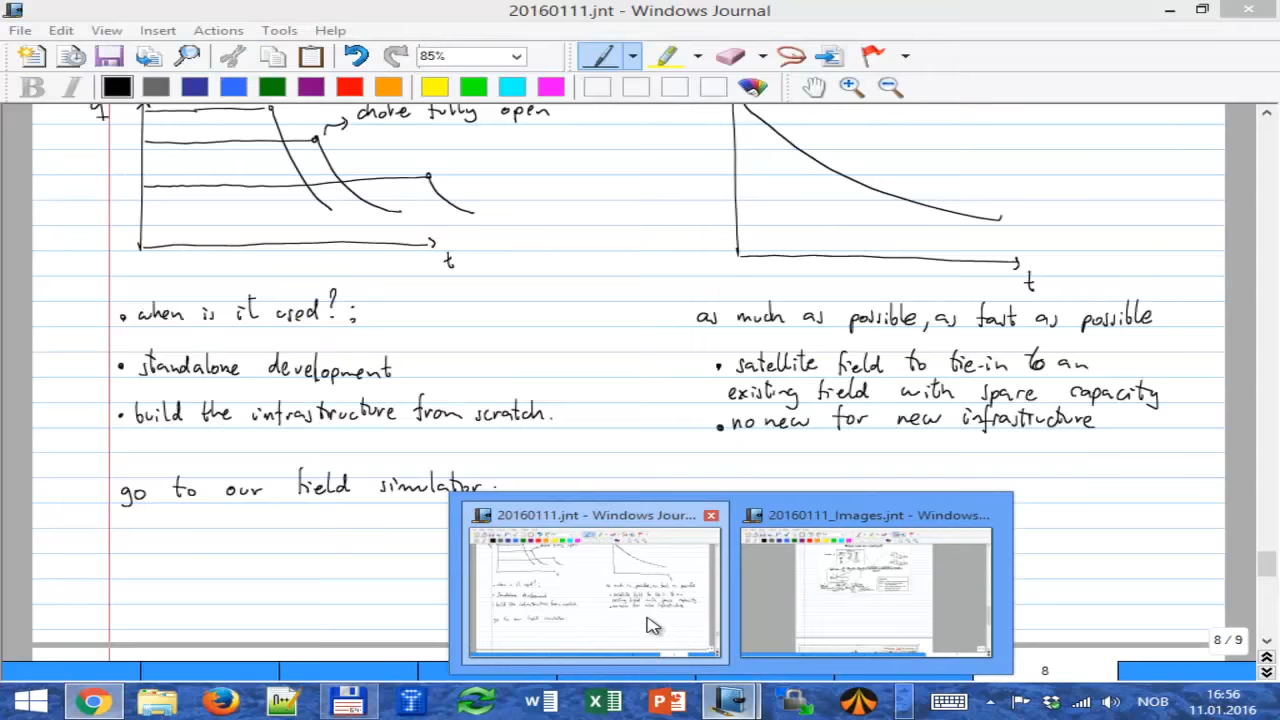 20160111.jnt - Windows Journal
File Edit View Insert Actions Tools Help
85%
B I
q
choke fully open
t
t
• when is it used? :
• standalone development
• build the infrastructure from scratch.
as much as possible, as fast as possible
• satellite field to tie-in to an
existing field with spare capacity
• no new for new infrastructure
go to our field simulator.
20160111.jnt - Windows Jour...
20160111_Images.jnt - Windows...
8 / 9
8
NOB
16:56
11.01.2016